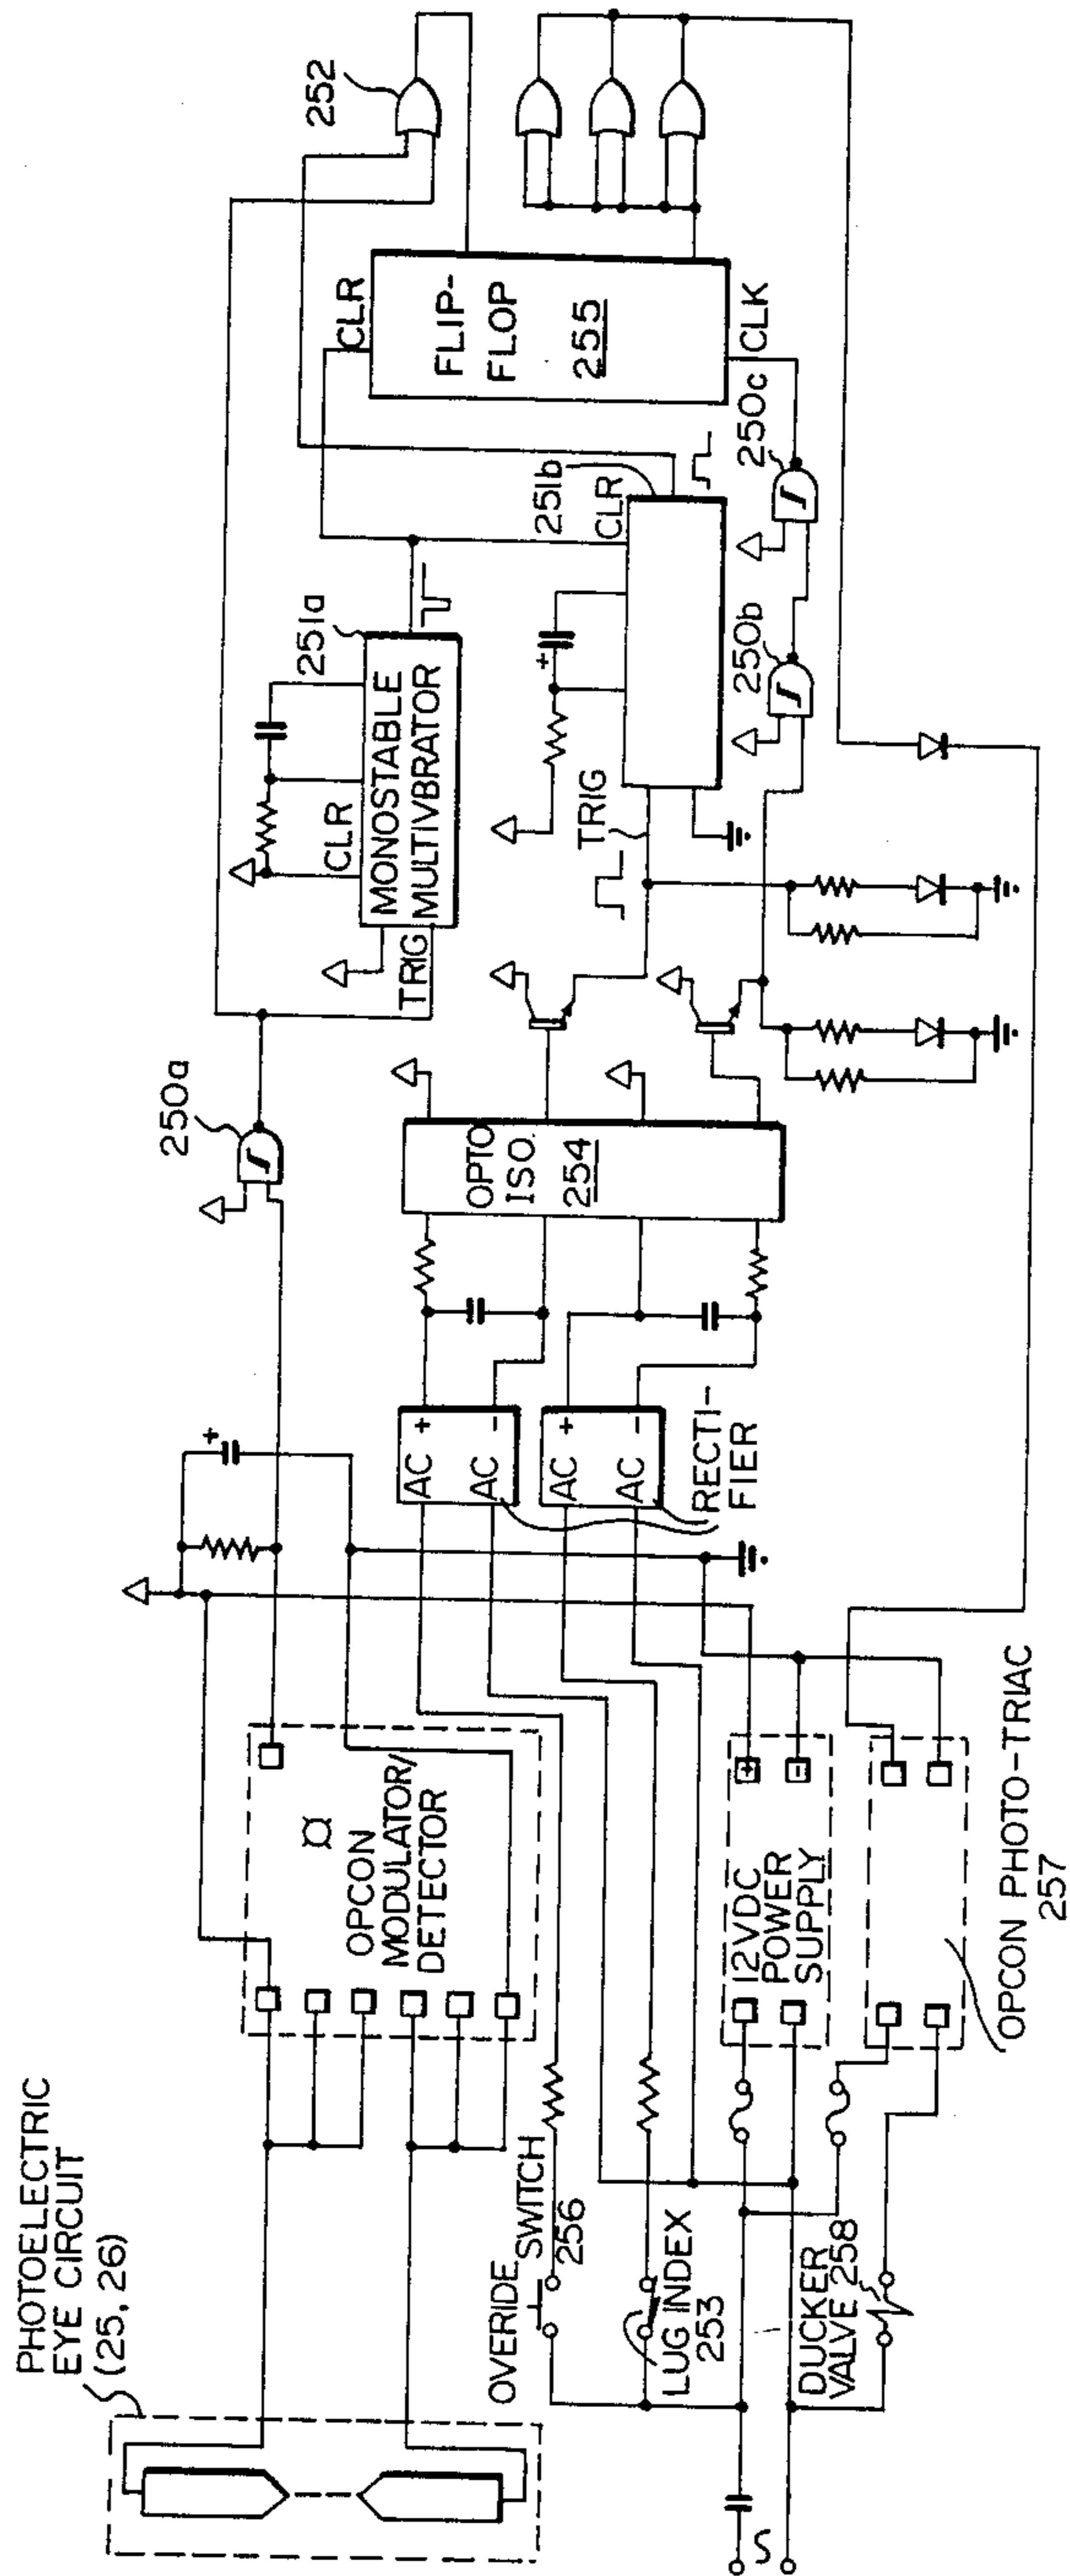 PHOTOELECTRIC
EYE CIRCUIT
(25, 26)
OPCON
MODULATOR/
DETECTOR
OVERIDE
SWITCH
256
LUG INDEX
253
DUCKER
VALVE 258
S
12VDC
POWER
SUPPLY
+
-
OPCON PHOTO-TRIAC
257
+
AC +
AC -
AC +
AC -
RECTI-
FIER
250a
OPTO
ISO.
254
TRIG
CLR
MONOSTABLE
MULTIVBRATOR
251a
TRIG
+
CLR
251b
250b
250c
CLR
FLIP-
FLOP
255
CLK
252